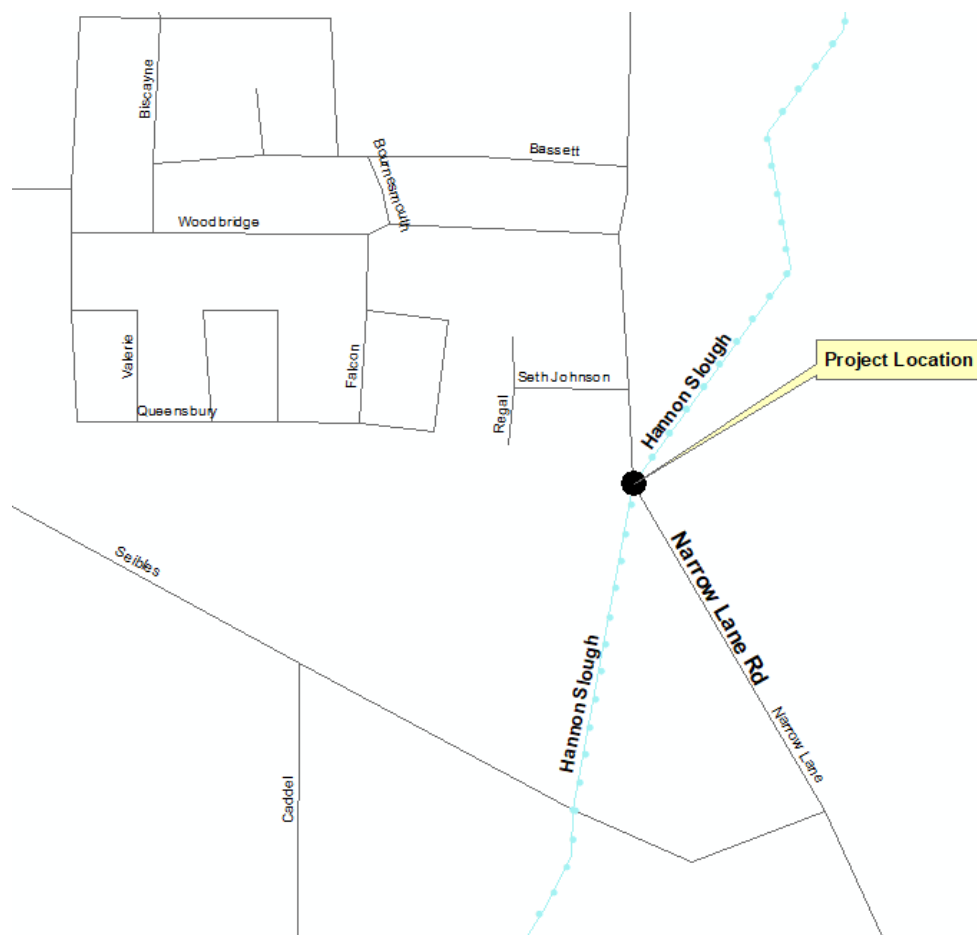 Biscayne
Bournesmouth
Bassett
Woodbridge
Hannon Slough
Project Location
Valerie
Falcon
Seth Johnson
Regal
Queensbury
Seibles
Narrow Lane Rd
Hannon Slough
Narrow Lane
Caddel